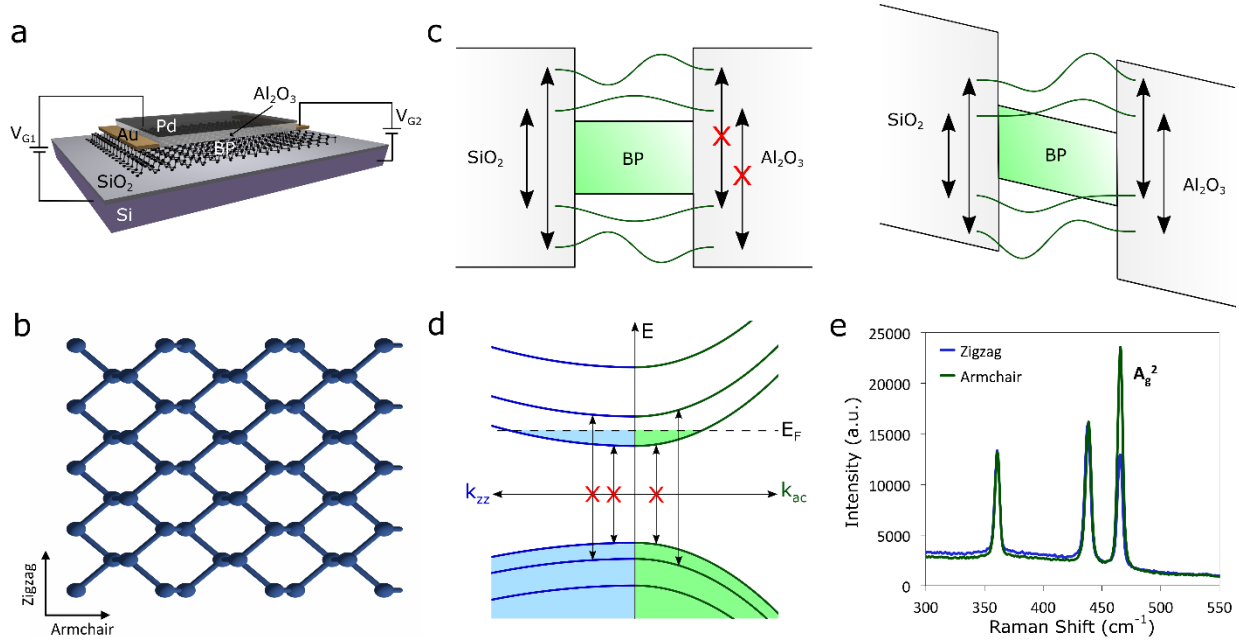 a
V_G1
Au
Pd
Al₂O₃
BP
V_G2
SiO₂
Si
b
Zigzag
Armchair
c
SiO₂
BP
Al₂O₃
SiO₂
BP
Al₂O₃
d
E
E_F
k_zz
k_ac
e
Intensity (a.u.)
25000
20000
15000
10000
5000
0
Zigzag
Armchair
A_g²
300
350
400
450
500
550
Raman Shift (cm⁻¹)